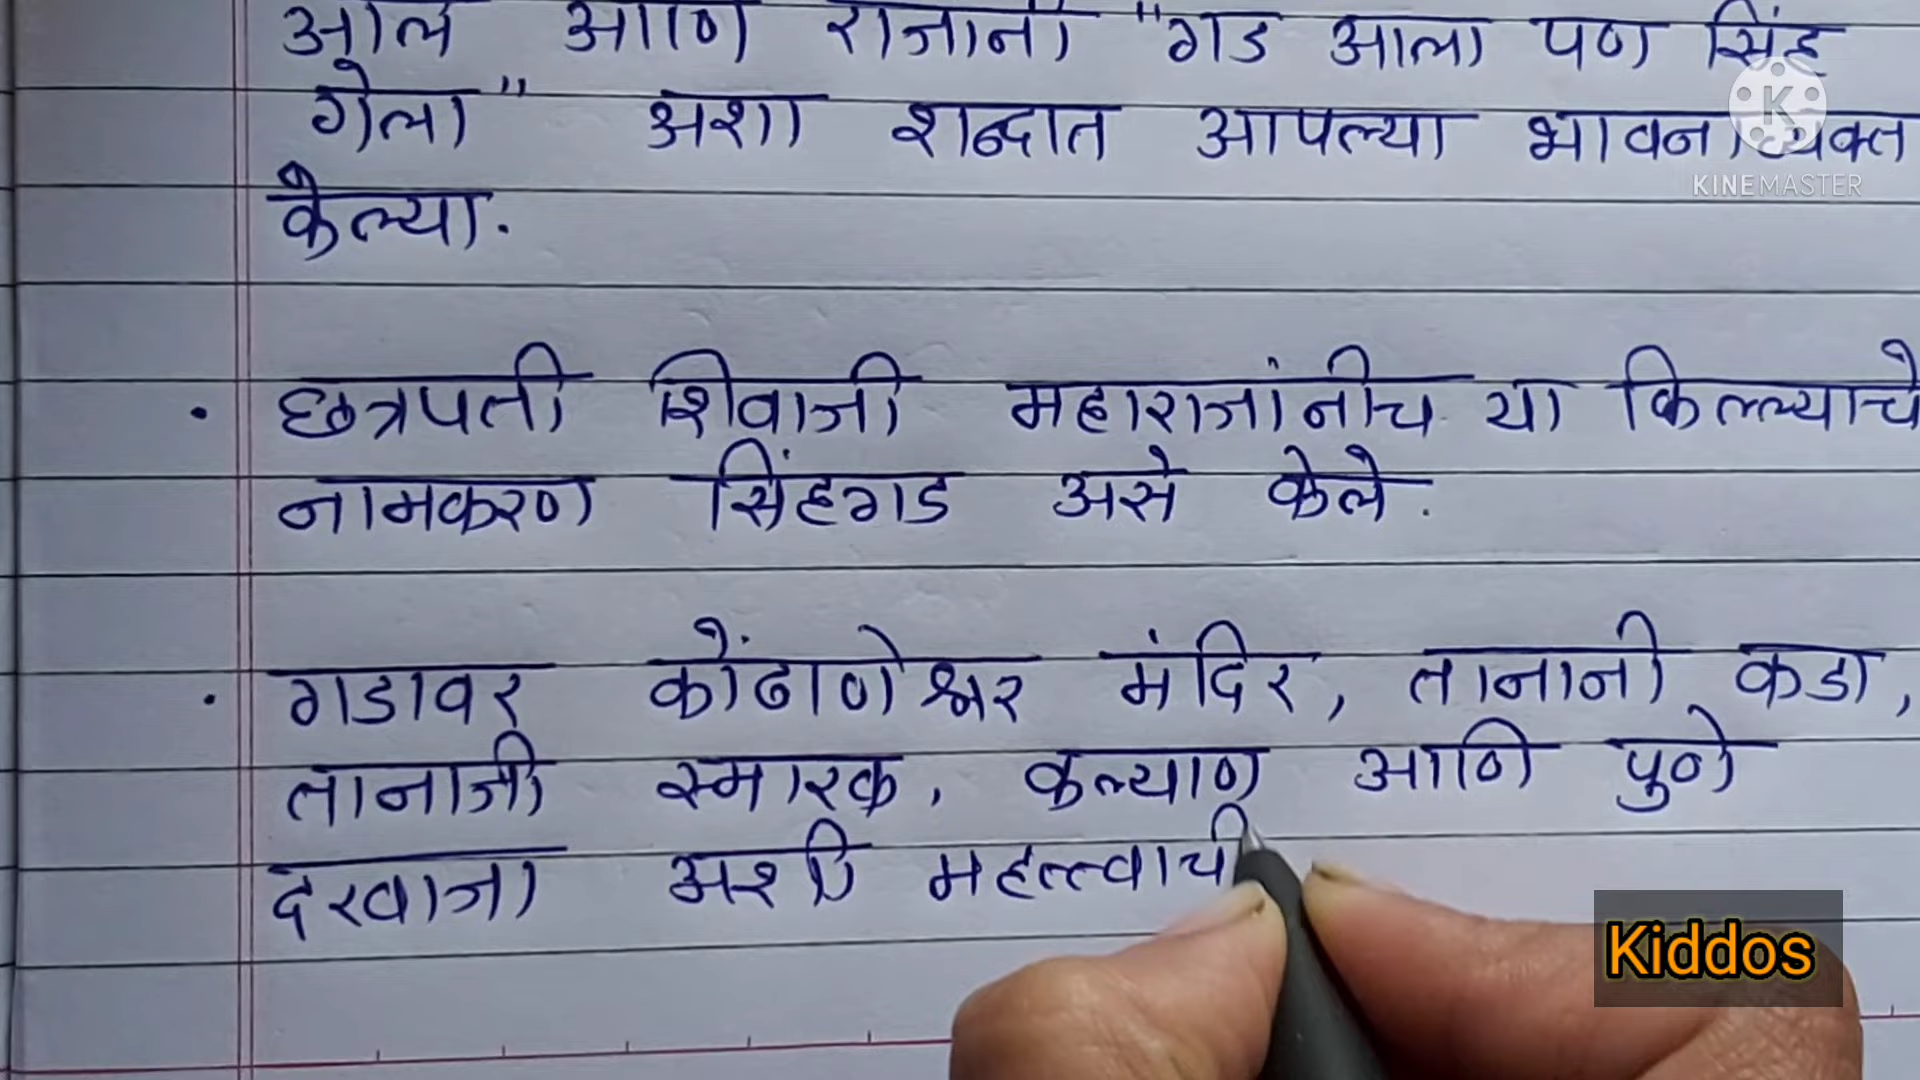 आले आणि राजांनी "गड आला पण सिंह
गेला" अशा शब्दात आपल्या भावना व्यक्त
KINEMASTER
केल्या.
· छत्रपती शिवाजी महाराजांनीच या किल्ल्याचे
नामकरण सिंहगड असे केले.
· गडावर कोंढाणेश्वर मंदिर, तानाजी कडा,
तानाजी स्मारक, कल्याण आणि पुणे
दरवाजा अशी महत्त्वाची
Kiddos